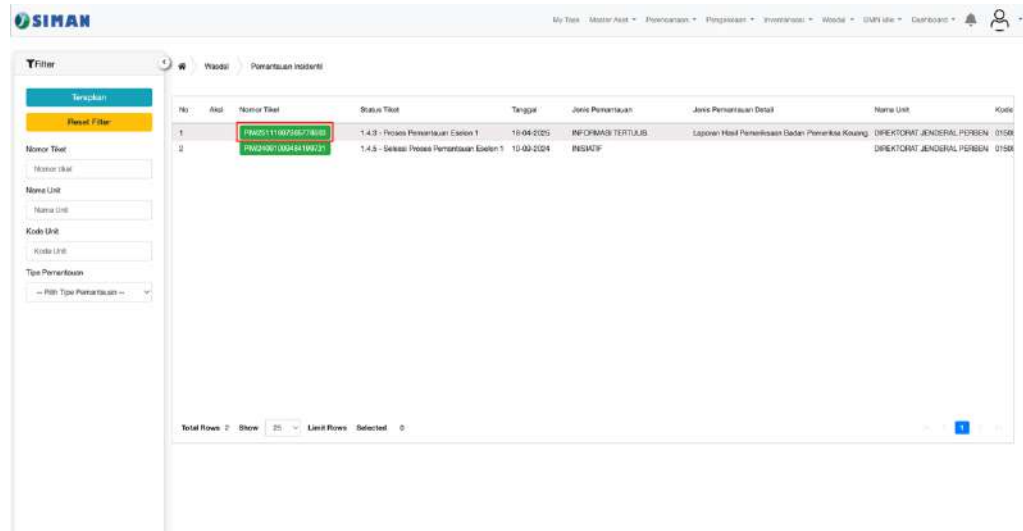 SIMAN
My Task Master Aset Perencanaan Pengelolaan Inventarisasi Wasdal BMN Idle Dashboard
Filter
Wasdal Pemantauan Insidentil
Terapkan
Reset Filter
No Aksi Nomor Tiket Status Tiket Tanggal Jenis Pemantauan Jenis Pemantauan Detail Nama Unit Kode
1 1.4.3 - Proses Pemantauan Eselon 1 16-04-2025 INFORMASI TERTULIS Laporan Hasil Pemeriksaan Badan Pemeriksa Keuang DIREKTORAT JENDERAL PERBEN
2 1.4.5 - Selesai Proses Pemantauan Eselon 1 10-09-2024 INISIATIF DIREKTORAT JENDERAL PERBEN
Nomor Tiket
Nomor tiket
Nama Unit
Nama Unit
Kode Unit
Kode Unit
Tipe Pemantauan
-- Pilih Tipe Pemantauan --
Total Rows 2 Show 25 Limit Rows Selected 0
1